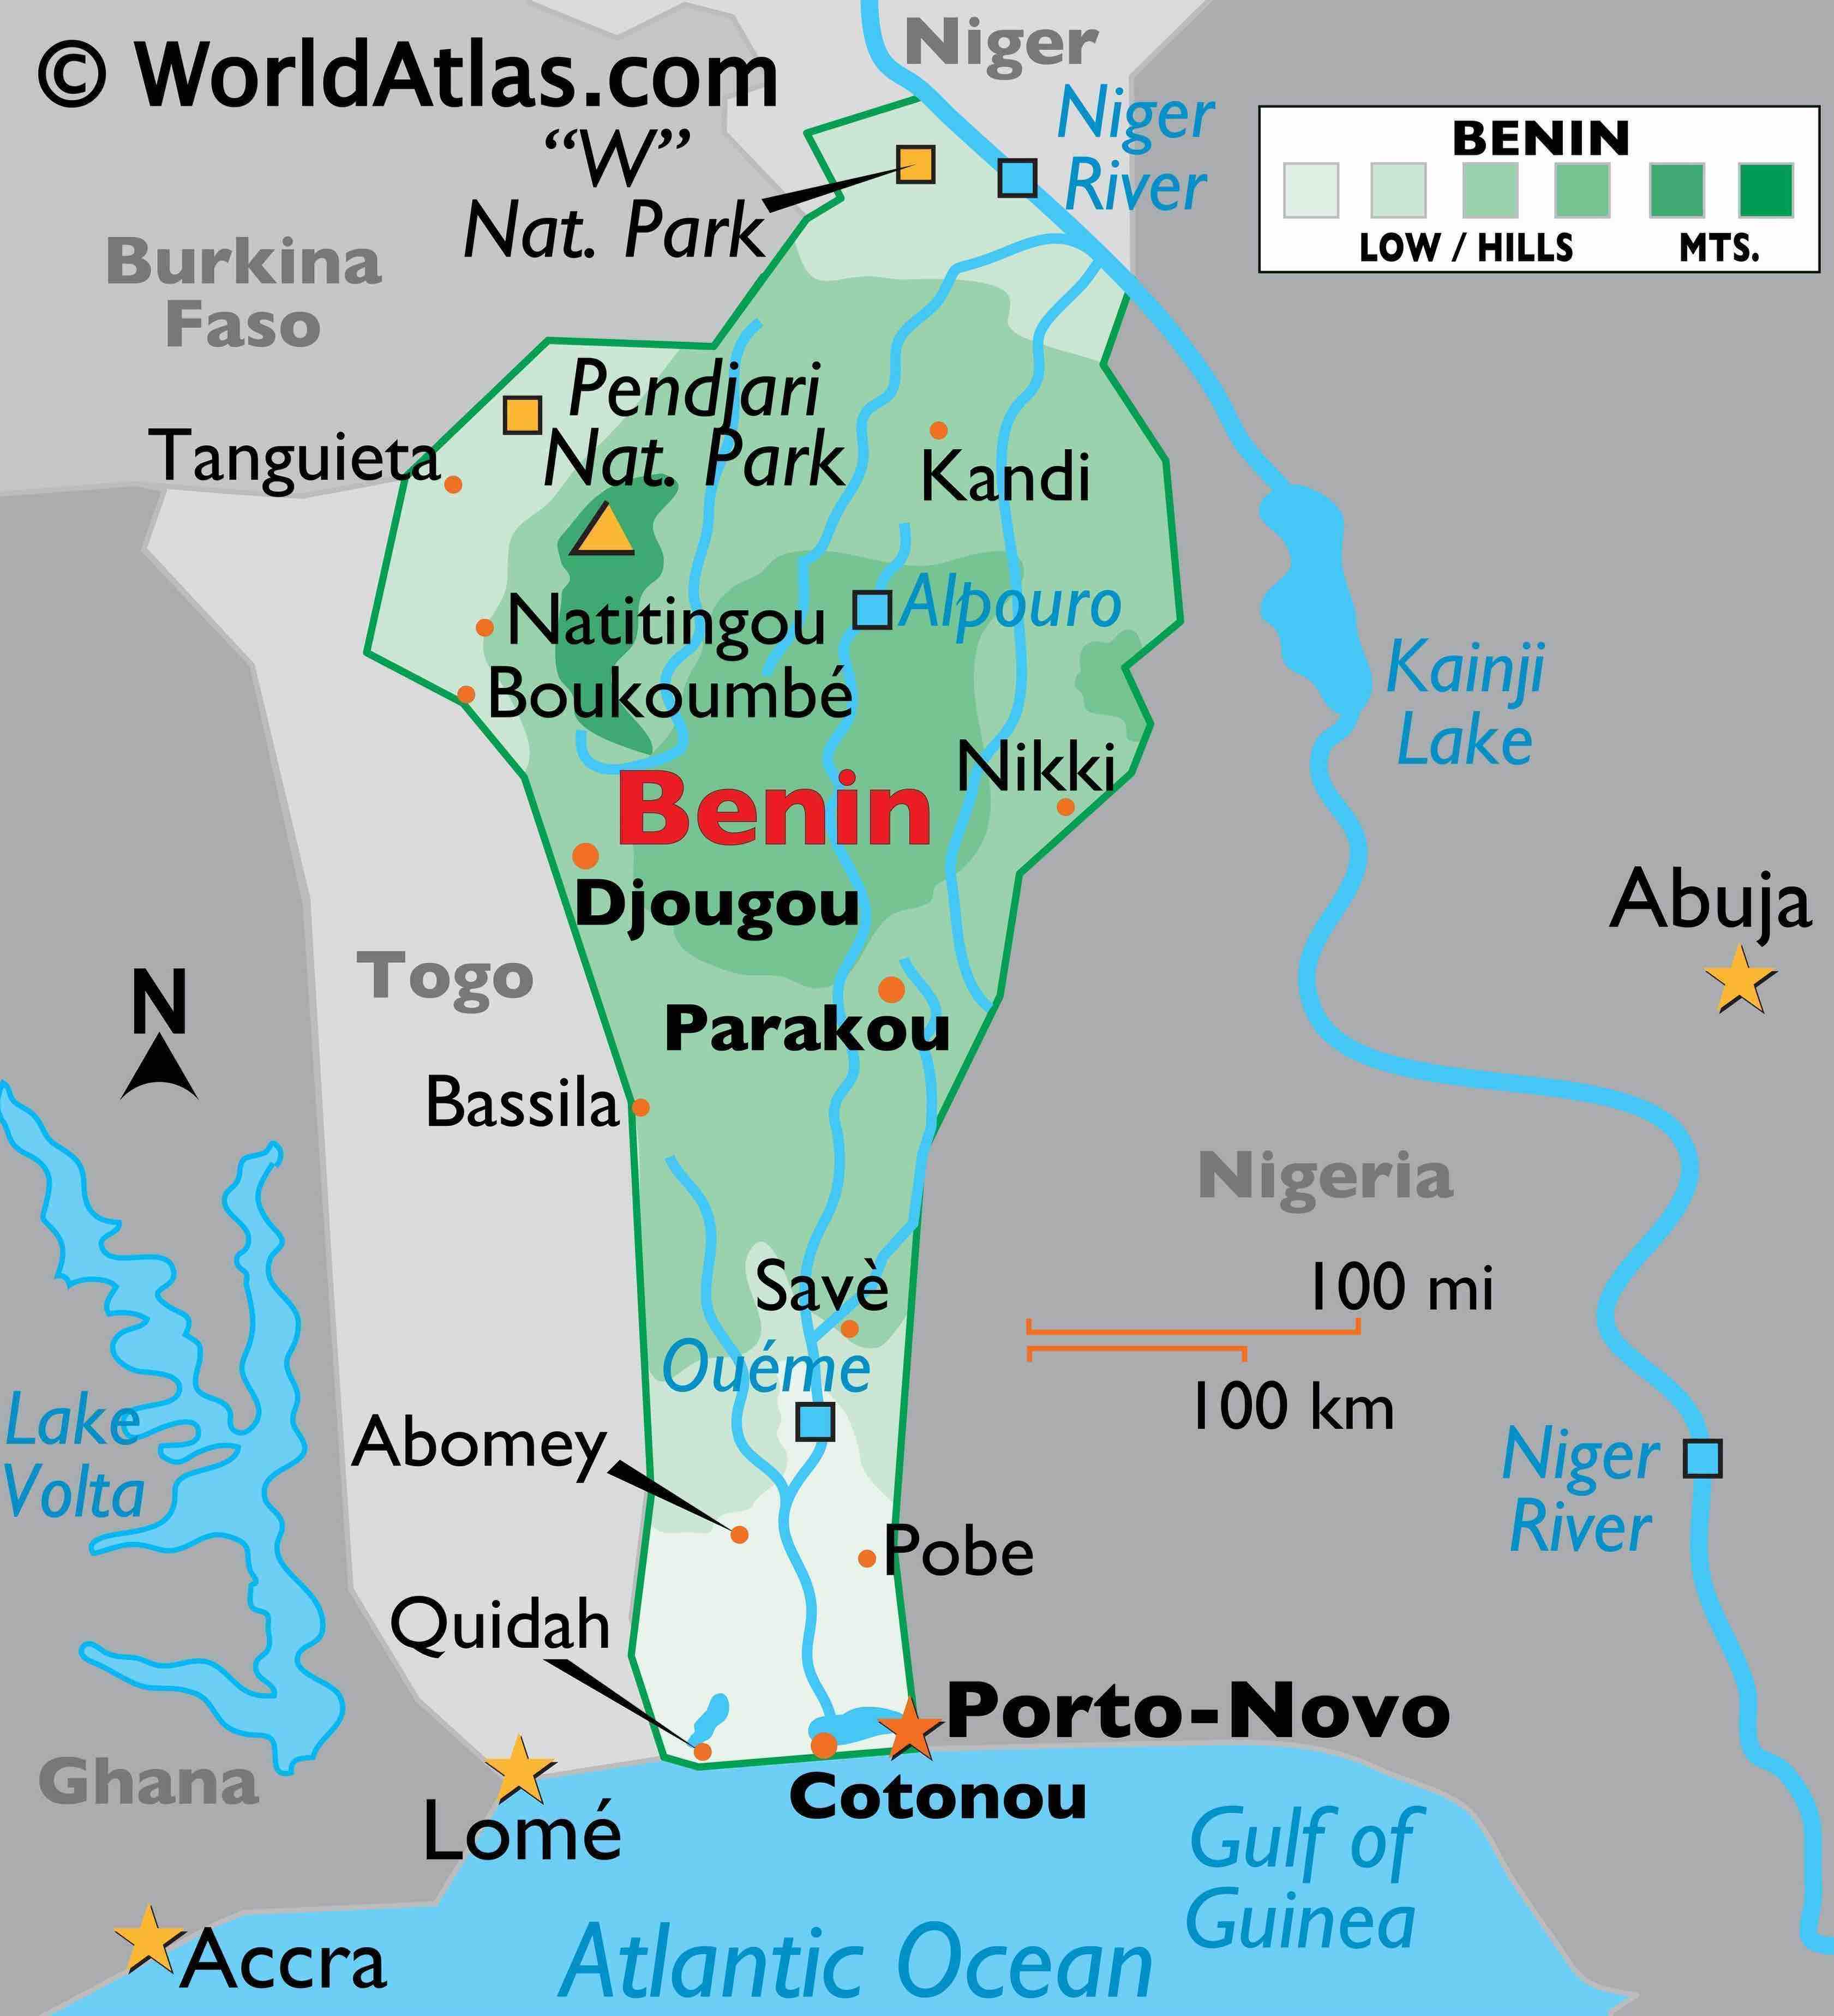 © WorldAtlas.com
Niger
Niger
River
BENIN
LOW / HILLS
MTS.
“W”
Nat. Park
Burkina
Faso
Pendjari
Nat. Park
Tanguieta
Kandi
Natitingou
Alpouro
Boukoumbé
Kainji
Lake
Nikki
Benin
Djougou
Abuja
Togo
N
Parakou
Bassila
Nigeria
Savè
100 mi
Ouéme
100 km
Lake
Volta
Abomey
Niger
River
Pobe
Quidah
Porto-Novo
Ghana
Cotonou
Lomé
Gulf of
Guinea
Accra
Atlantic Ocean